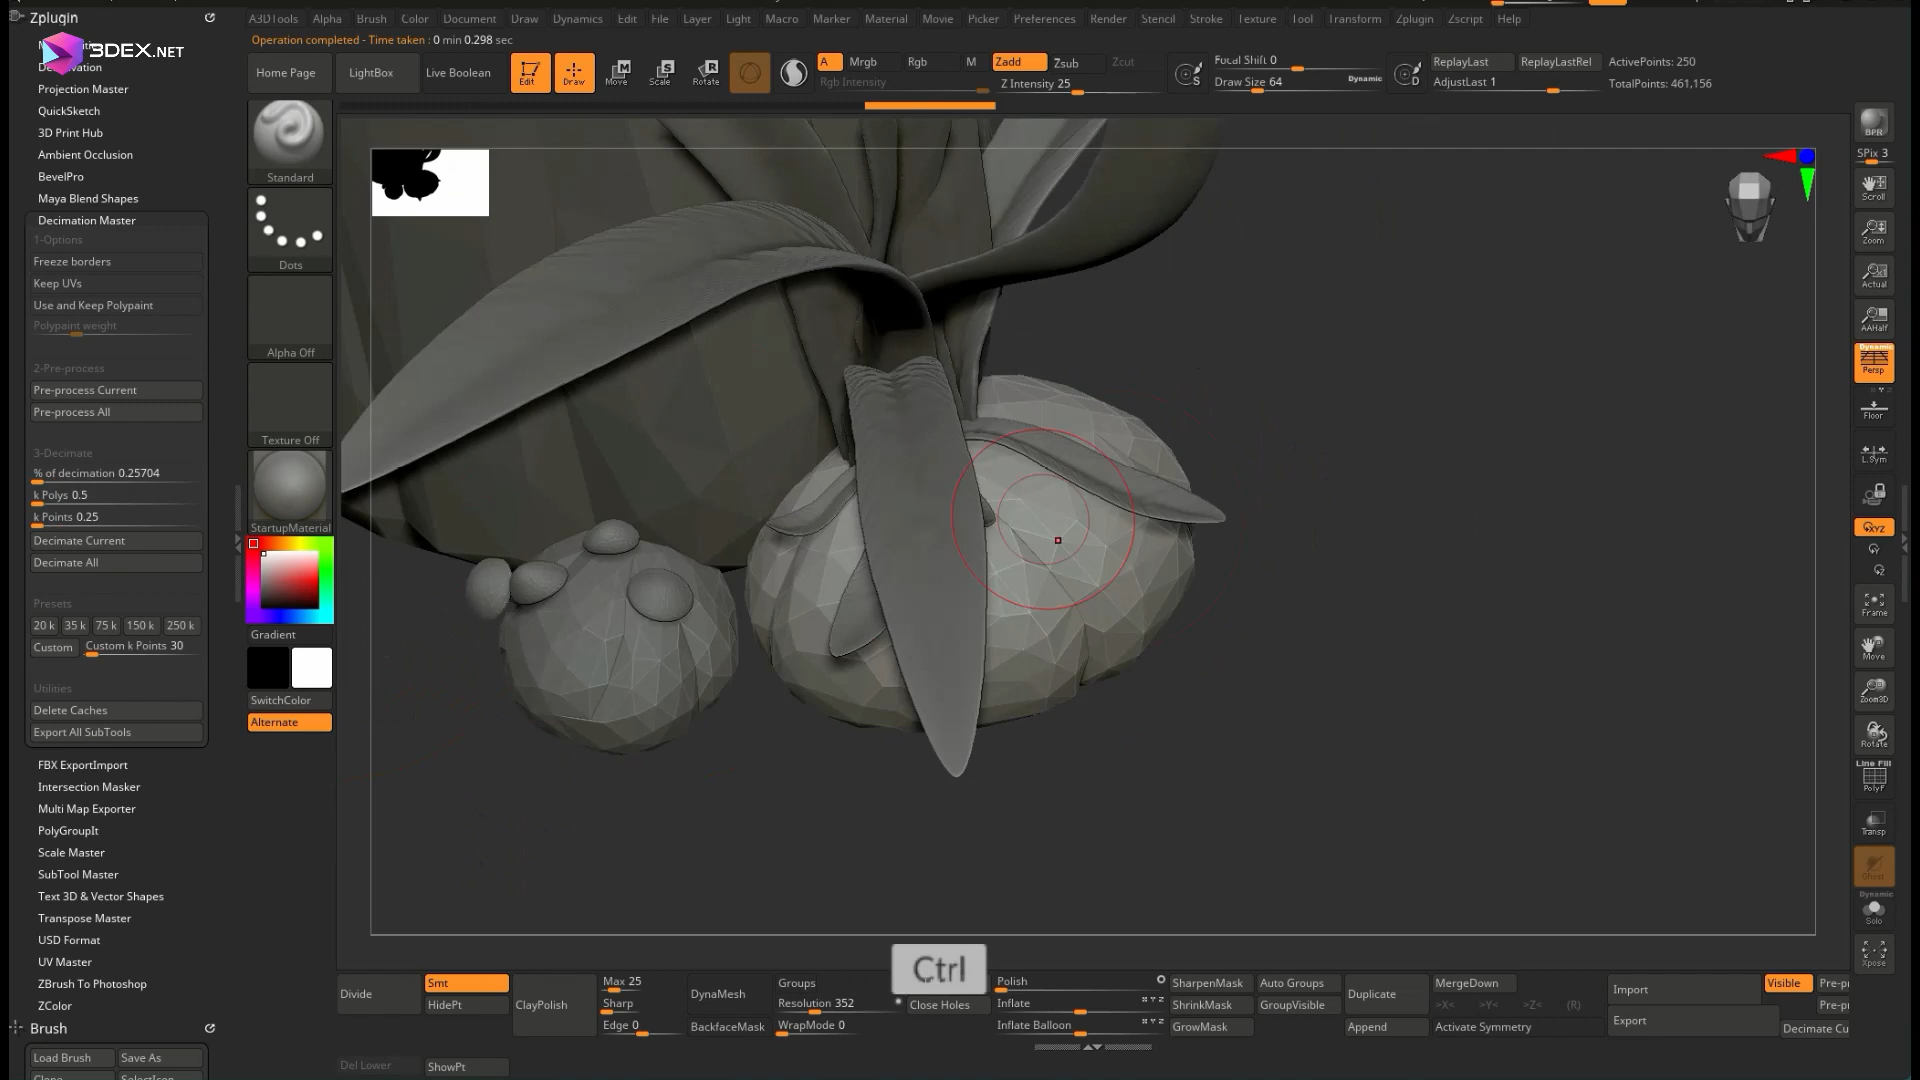 Zplugin
3DEX.NET
Projection Master
QuickSketch
3D Print Hub
Ambient Occlusion
BevelPro
Maya Blend Shapes
Decimation Master
1-Options
Freeze borders
Keep UVs
Use and Keep Polypaint
Polypaint weight
2-Pre-process
Pre-process Current
Pre-process All
3-Decimate
% of decimation 0.25704
k Polys 0.5
k Points 0.25
Decimate Current
Decimate All
Presets
20 k 35 k 75 k 150 k 250 k
Custom Custom k Points 30
Utilities
Delete Caches
Export All SubTools
FBX ExportImport
Intersection Masker
Multi Map Exporter
PolyGroupIt
Scale Master
SubTool Master
Text 3D & Vector Shapes
Transpose Master
USD Format
UV Master
ZBrush To Photoshop
ZColor
Brush
Load Brush Save As
A3DTools Alpha Brush Color Document Draw Dynamics Edit File Layer Light Macro Marker Material Movie Picker Preferences Render Stencil Stroke Texture Tool Transform Zplugin Zscript Help
Operation completed - Time taken : 0 min 0.298 sec
Home Page LightBox Live Boolean Edit Draw Move Scale Rotate
A Mrgb Rgb M Zadd Zsub Zcut
Rgb Intensity Z Intensity 25
Focal Shift 0
Draw Size 64 Dynamic
ReplayLast ReplayLastRel ActivePoints: 250
AdjustLast 1 TotalPoints: 461,156
Standard
Dots
Alpha Off
Texture Off
StartupMaterial
Gradient
SwitchColor
Alternate
BPR
SPix 3
Scroll
Zoom
Actual
AAHalf
Dynamic
Persp
Floor
L.Sym
XYZ
Frame
Move
Zoom3D
Rotate
Line Fill
PolyF
Transp
Ghost
Dynamic
Solo
Xpose
Ctrl
Divide Smt
HidePt
ClayPolish
Max 25
Sharp
Edge 0
DynaMesh
BackfaceMask
Groups
Resolution 352
WrapMode 0
Close Holes
Polish
Inflate
Inflate Balloon
SharpenMask
ShrinkMask
GrowMask
Auto Groups
GroupVisible
Duplicate
Append
MergeDown
>X< >Y< >Z< (R)
Activate Symmetry
Import
Export
Visible Pre-p
Pre-p
Decimate Cu
Del Lower ShowPt